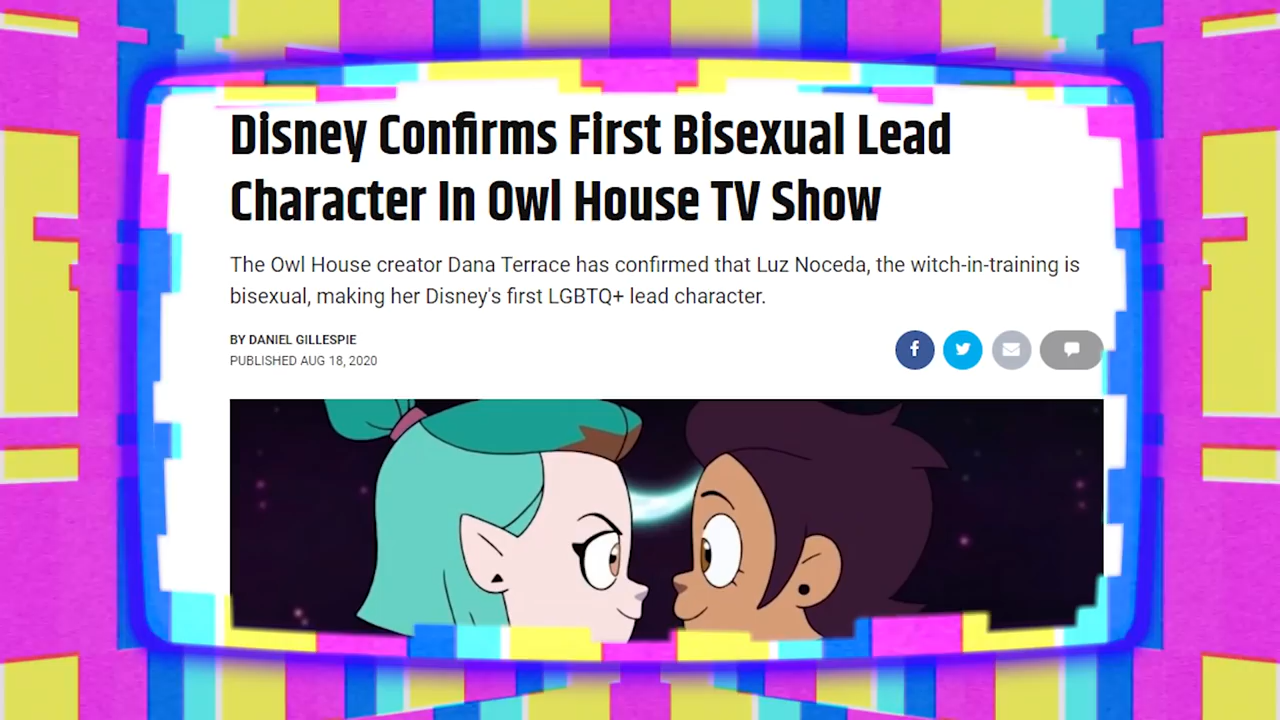 Disney Confirms First Bisexual Lead
Character In Owl House TV Show
The Owl House creator Dana Terrace has confirmed that Luz Noceda, the witch-in-training is
bisexual, making her Disney's first LGBTQ+ lead character.
BY DANIEL GILLESPIE
PUBLISHED AUG 18, 2020